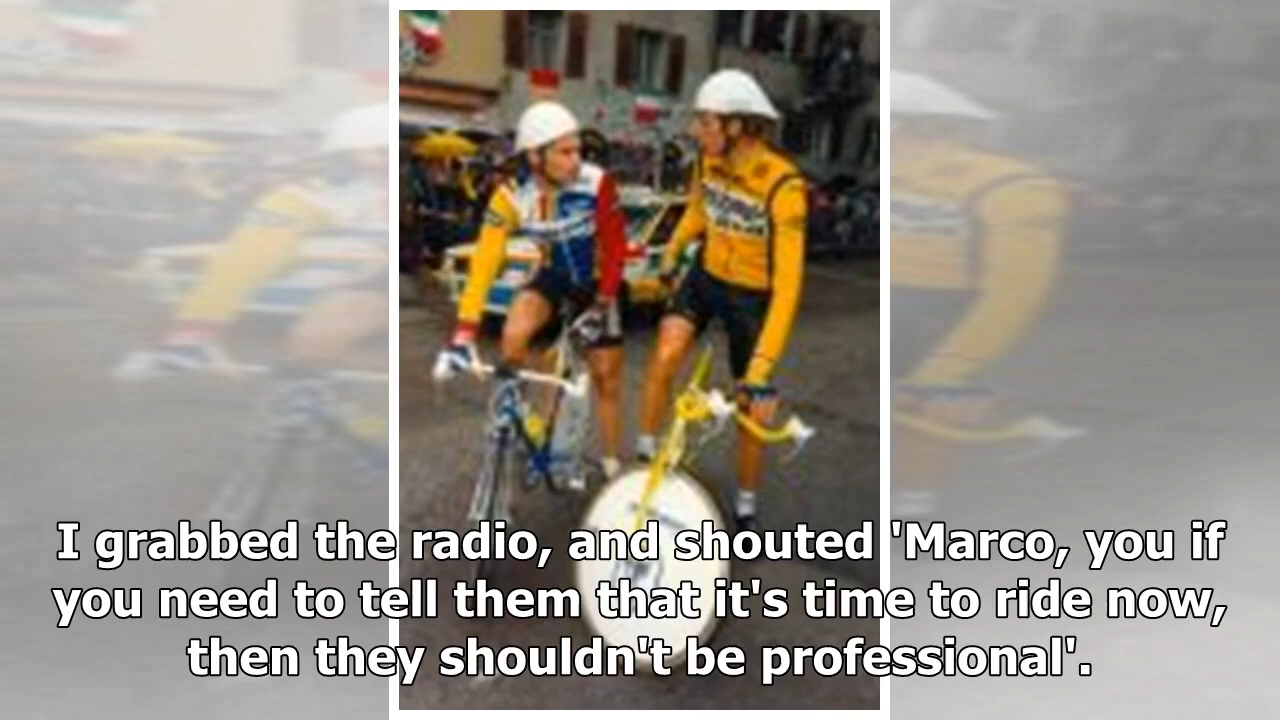 I grabbed the radio, and shouted 'Marco, you if
you need to tell them that it's time to ride now,
then they shouldn't be professional'.